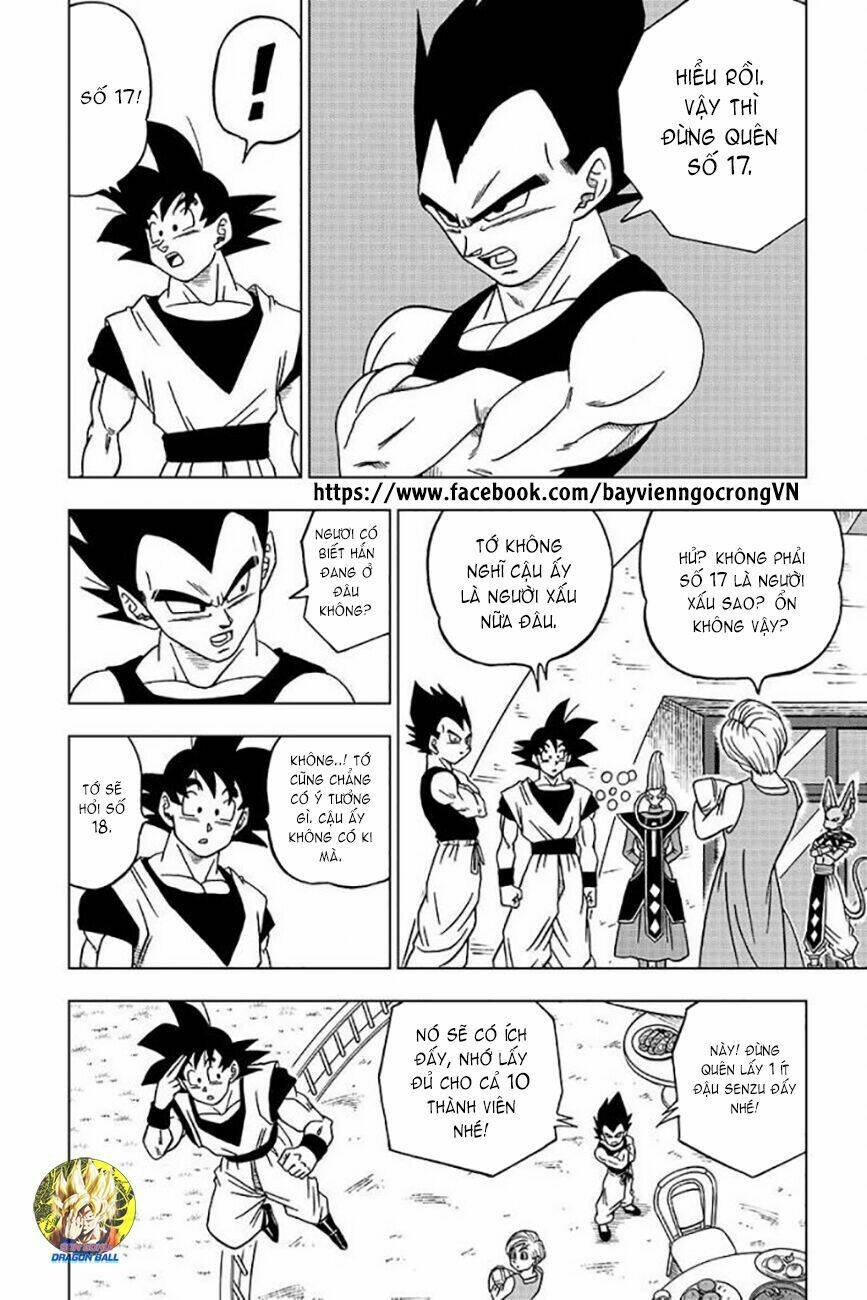 HIỂU RỒI.
VẬY THÌ
ĐỪNG QUÊN
SỐ 17.
!
SỐ 17!
https://www.facebook.com/bayvienngocrongVN
HỬ? KHÔNG PHẢI
SỐ 17 LÀ NGƯỜI
XẤU SAO? ỔN
KHÔNG VẬY?
TỚ KHÔNG
NGHĨ CẬU ẤY
LÀ NGƯỜI XẤU
NỮA ĐÂU.
NGƯƠI CÓ
BIẾT HẮN
ĐANG Ở
ĐÂU
KHÔNG?
KHÔNG..! TỚ
CŨNG CHẲNG
CÓ Ý TƯỞNG
GÌ. CẬU ẤY
KHÔNG CÓ KI
MÀ.
TỚ SẼ
HỎI SỐ
18.
NÀY! ĐỪNG
QUÊN LẤY 1 ÍT
ĐẬU SENZU ĐẤY
NHÉ!
NÓ SẼ CÓ ÍCH
ĐẤY, NHỚ LẤY
ĐỦ CHO CẢ 10
THÀNH VIÊN
NHÉ!
DRAGON BALL